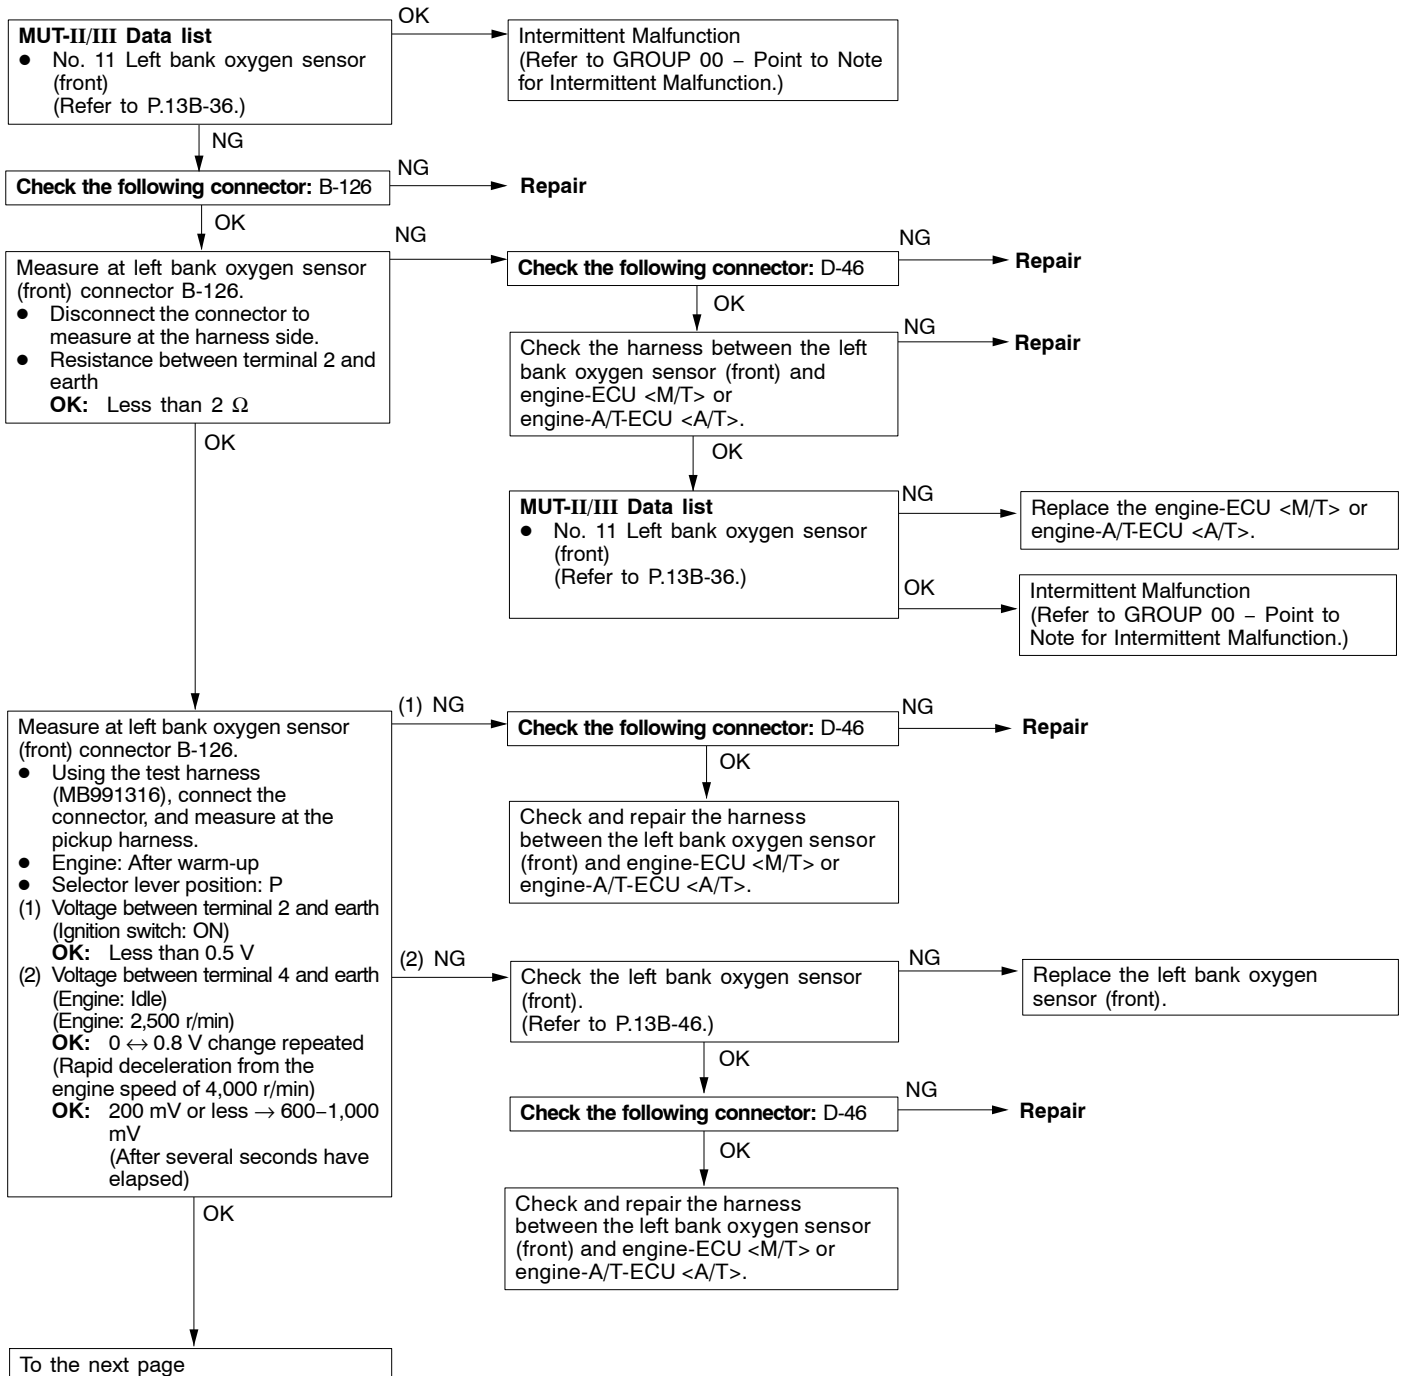 MUT-II/III Data list
● No. 11 Left bank oxygen sensor
(front)
(Refer to P.13B-36.)
OK
Intermittent Malfunction
(Refer to GROUP 00 – Point to Note
for Intermittent Malfunction.)
NG
Check the following connector: B-126
NG
Repair
OK
Measure at left bank oxygen sensor
(front) connector B-126.
● Disconnect the connector to
measure at the harness side.
● Resistance between terminal 2 and
earth
OK: Less than 2 Ω
NG
Check the following connector: D-46
NG
Repair
OK
Check the harness between the left
bank oxygen sensor (front) and
engine-ECU <M/T> or
engine-A/T-ECU <A/T>.
NG
Repair
OK
MUT-II/III Data list
● No. 11 Left bank oxygen sensor
(front)
(Refer to P.13B-36.)
NG
Replace the engine-ECU <M/T> or
engine-A/T-ECU <A/T>.
OK
Intermittent Malfunction
(Refer to GROUP 00 – Point to
Note for Intermittent Malfunction.)
OK
Measure at left bank oxygen sensor
(front) connector B-126.
● Using the test harness
(MB991316), connect the
connector, and measure at the
pickup harness.
● Engine: After warm-up
● Selector lever position: P
(1) Voltage between terminal 2 and earth
(Ignition switch: ON)
OK: Less than 0.5 V
(2) Voltage between terminal 4 and earth
(Engine: Idle)
(Engine: 2,500 r/min)
OK: 0 ↔ 0.8 V change repeated
(Rapid deceleration from the
engine speed of 4,000 r/min)
OK: 200 mV or less → 600–1,000
mV
(After several seconds have
elapsed)
(1) NG
Check the following connector: D-46
NG
Repair
OK
Check and repair the harness
between the left bank oxygen sensor
(front) and engine-ECU <M/T> or
engine-A/T-ECU <A/T>.
(2) NG
Check the left bank oxygen sensor
(front).
(Refer to P.13B-46.)
NG
Replace the left bank oxygen
sensor (front).
OK
Check the following connector: D-46
NG
Repair
OK
Check and repair the harness
between the left bank oxygen sensor
(front) and engine-ECU <M/T> or
engine-A/T-ECU <A/T>.
OK
To the next page